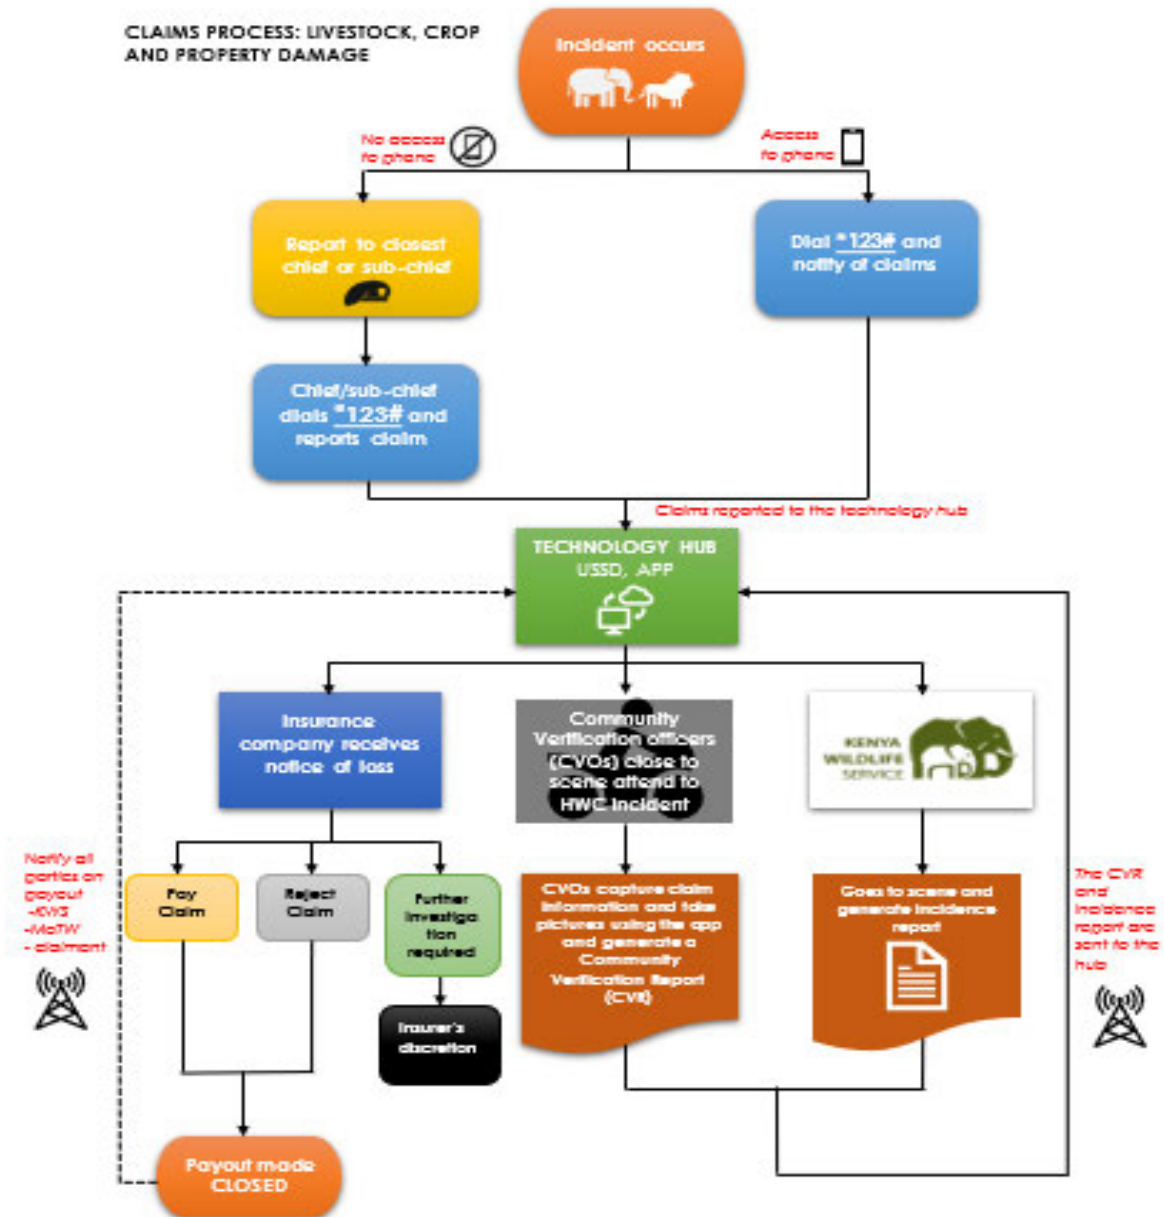 CLAIMS PROCESS: LIVESTOCK, CROP
AND PROPERTY DAMAGE
Incident occurs
No access
to phone
Access
to phone
Report to closest
chief or sub-chief
Dial *123# and
notify of claims
Chief/sub-chief
dials *123# and
reports claim
Claims reported to the technology hub
TECHNOLOGY HUB
USSD, APP
Insurance
company receives
notice of loss
Community
Verification officers
(CVOs) close to
scene attend to
HWC incident
KENYA
WILDLIFE
SERVICE
Notify all
parties on
payout
-KWS
-MoTW
- claimant
Pay
Claim
Reject
Claim
Further
investiga
tion
required
CVOs capture claim
information and take
pictures using the app
and generate a
Community
Verification Report
(CVR)
Goes to scene and
generate incidence
report
The CVR
and
incidence
report are
sent to the
hub
Insurer's
discretion
Payout made
CLOSED